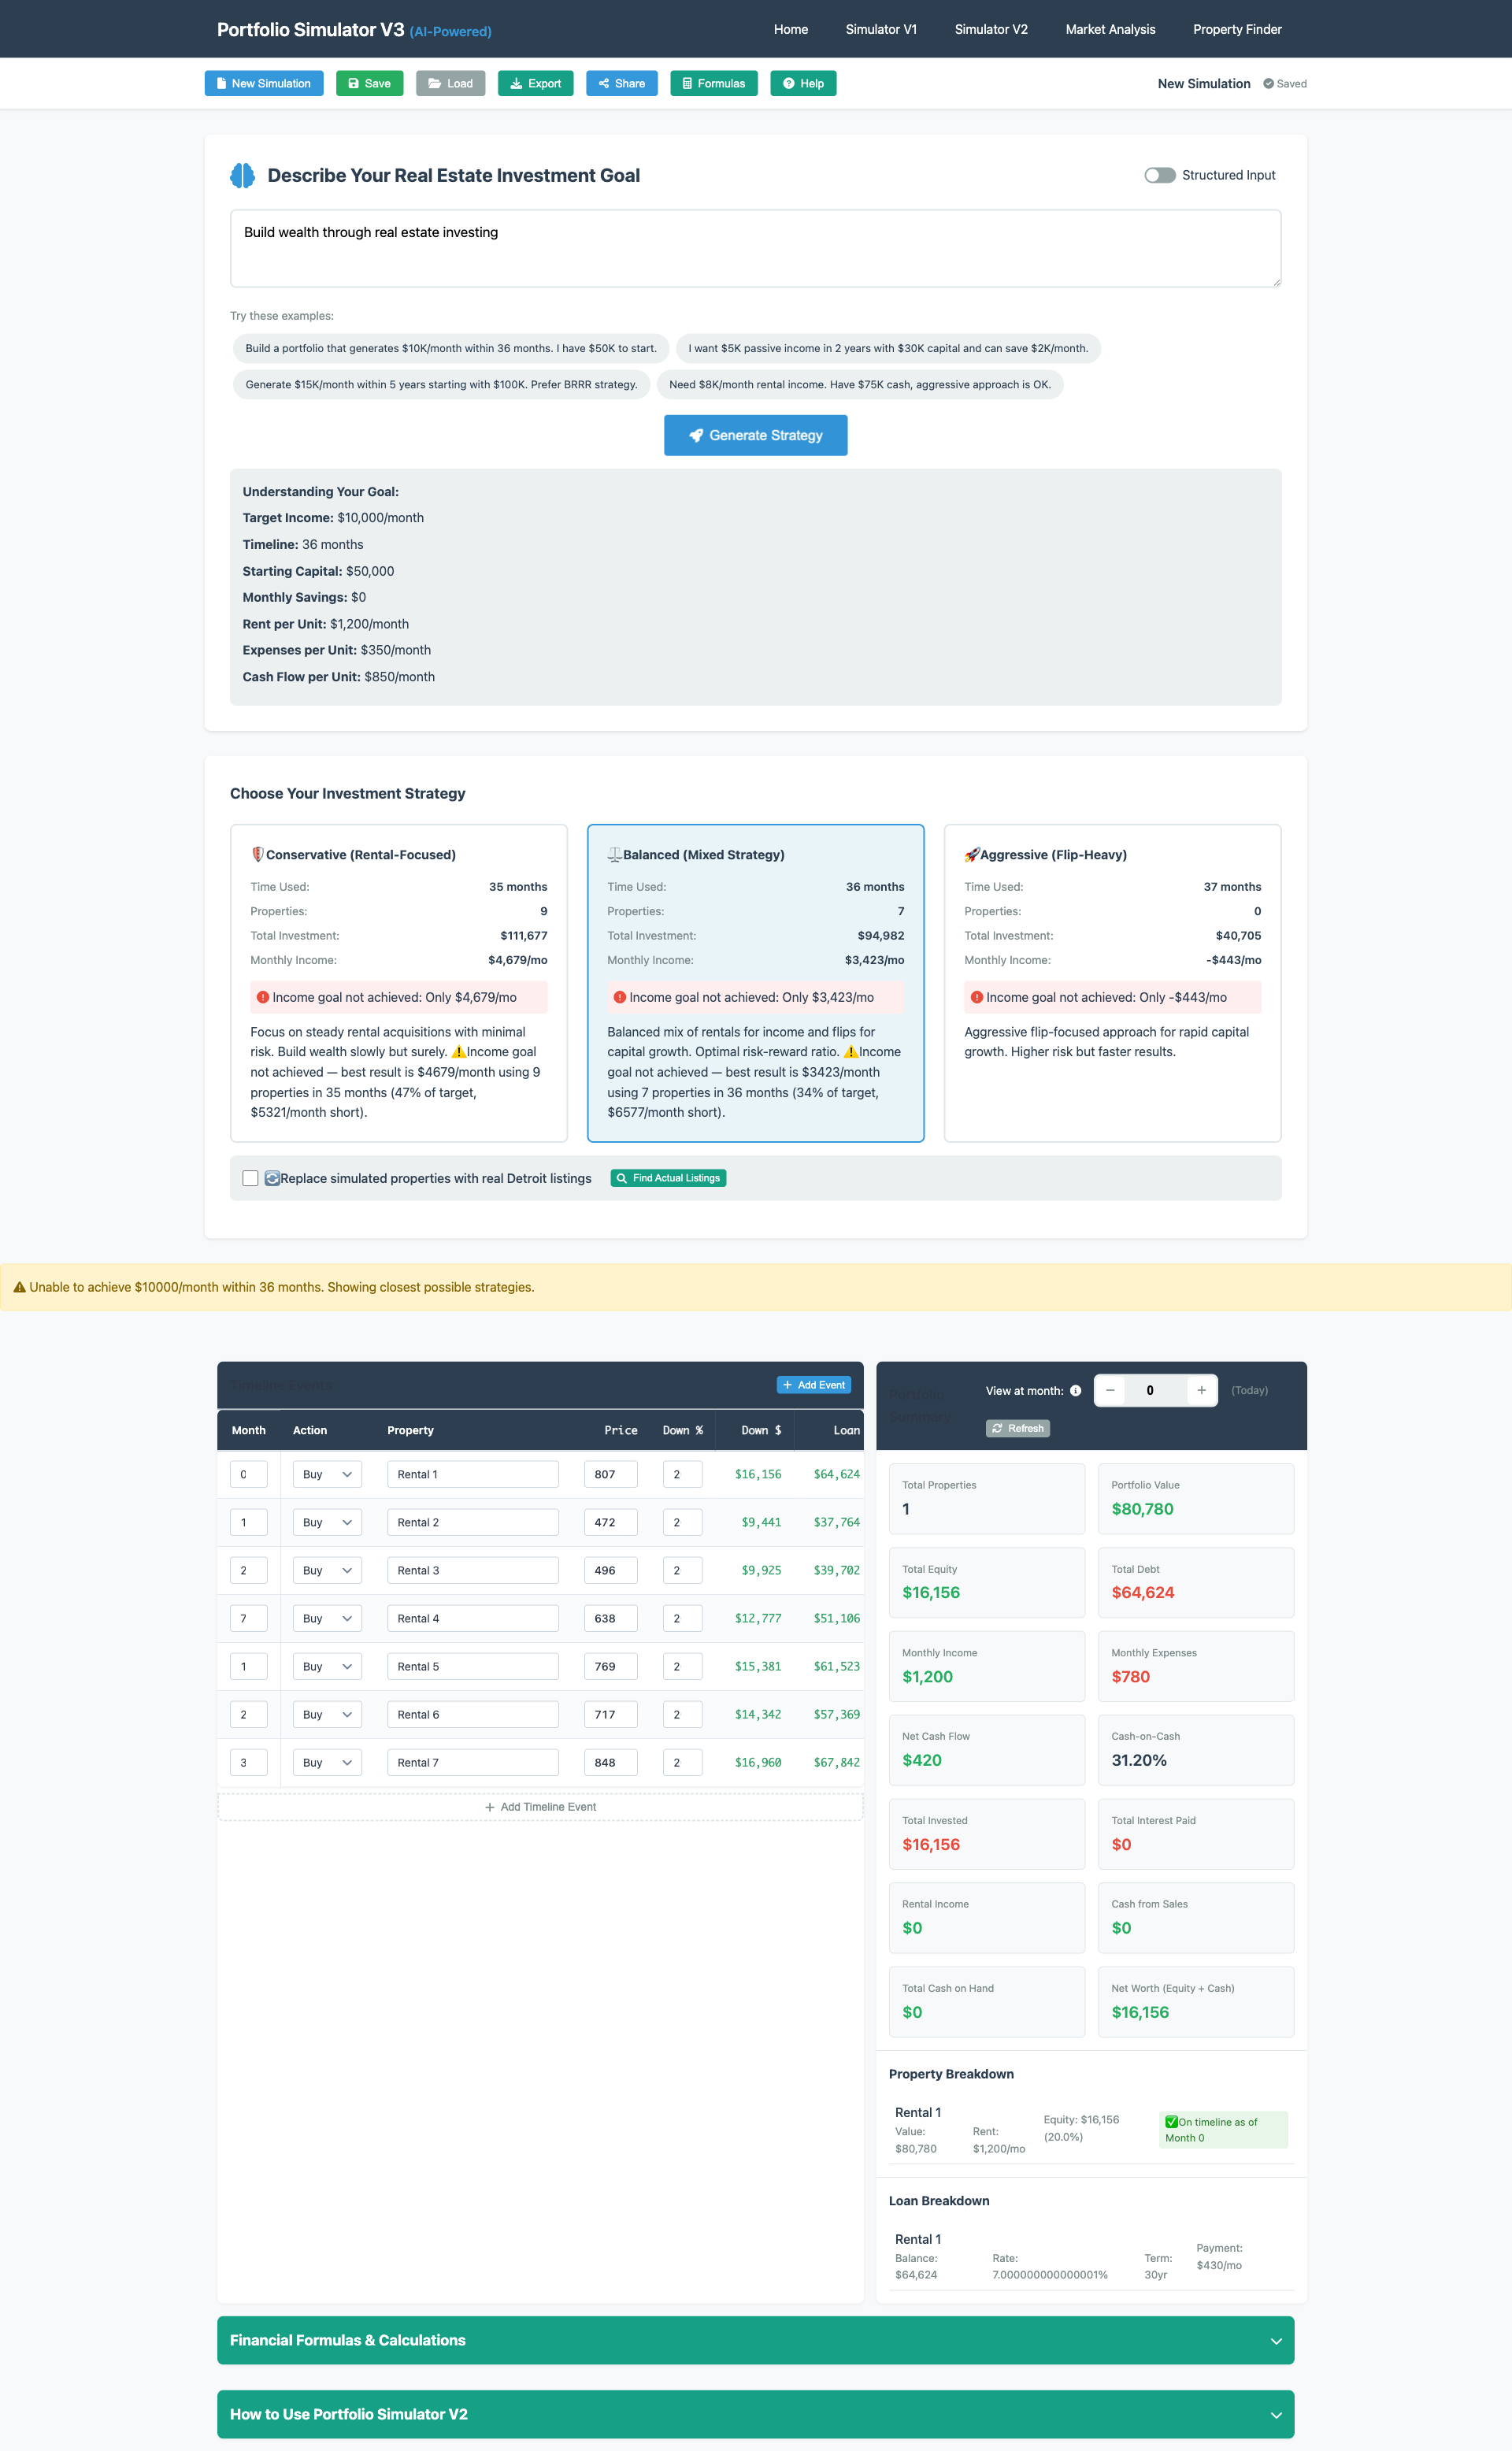 Portfolio Simulator V3 (AI-Powered)
Home
Simulator V1
Simulator V2
Market Analysis
Property Finder
New Simulation
Save
Load
Export
Share
Formulas
Help
New Simulation
Saved
Describe Your Real Estate Investment Goal
Structured Input
Build wealth through real estate investing
Try these examples:
Build a portfolio that generates $10K/month within 36 months. I have $50K to start.
I want $5K passive income in 2 years with $30K capital and can save $2K/month.
Generate $15K/month within 5 years starting with $100K. Prefer BRRR strategy.
Need $8K/month rental income. Have $75K cash, aggressive approach is OK.
Generate Strategy
Understanding Your Goal:
Target Income: $10,000/month
Timeline: 36 months
Starting Capital: $50,000
Monthly Savings: $0
Rent per Unit: $1,200/month
Expenses per Unit: $350/month
Cash Flow per Unit: $850/month
Choose Your Investment Strategy
Conservative (Rental-Focused)
Time Used: 35 months
Properties: 9
Total Investment: $111,677
Monthly Income: $4,679/mo
Income goal not achieved: Only $4,679/mo
Focus on steady rental acquisitions with minimal
risk. Build wealth slowly but surely. ⚠️Income goal
not achieved — best result is $4679/month using 9
properties in 35 months (47% of target,
$5321/month short).
Balanced (Mixed Strategy)
Time Used: 36 months
Properties: 7
Total Investment: $94,982
Monthly Income: $3,423/mo
Income goal not achieved: Only $3,423/mo
Balanced mix of rentals for income and flips for
capital growth. Optimal risk-reward ratio. ⚠️Income
goal not achieved — best result is $3423/month
using 7 properties in 36 months (34% of target,
$6577/month short).
Aggressive (Flip-Heavy)
Time Used: 37 months
Properties: 0
Total Investment: $40,705
Monthly Income: -$443/mo
Income goal not achieved: Only -$443/mo
Aggressive flip-focused approach for rapid capital
growth. Higher risk but faster results.
Replace simulated properties with real Detroit listings
Find Actual Listings
Unable to achieve $10000/month within 36 months. Showing closest possible strategies.
Timeline Events
Add Event
Month Action Property Price Down % Down $ Loan
0 Buy Rental 1 807 2 $16,156 $64,624
1 Buy Rental 2 472 2 $9,441 $37,764
2 Buy Rental 3 496 2 $9,925 $39,702
7 Buy Rental 4 638 2 $12,777 $51,106
1 Buy Rental 5 769 2 $15,381 $61,523
2 Buy Rental 6 717 2 $14,342 $57,369
3 Buy Rental 7 848 2 $16,960 $67,842
+ Add Timeline Event
Portfolio
Summary
View at month:
− 0 +
(Today)
Refresh
Total Properties
1
Portfolio Value
$80,780
Total Equity
$16,156
Total Debt
$64,624
Monthly Income
$1,200
Monthly Expenses
$780
Net Cash Flow
$420
Cash-on-Cash
31.20%
Total Invested
$16,156
Total Interest Paid
$0
Rental Income
$0
Cash from Sales
$0
Total Cash on Hand
$0
Net Worth (Equity + Cash)
$16,156
Property Breakdown
Rental 1
Value:
$80,780
Rent:
$1,200/mo
Equity: $16,156
(20.0%)
✅On timeline as of
Month 0
Loan Breakdown
Rental 1
Balance:
$64,624
Rate:
7.000000000000001%
Term:
30yr
Payment:
$430/mo
Financial Formulas & Calculations
How to Use Portfolio Simulator V2